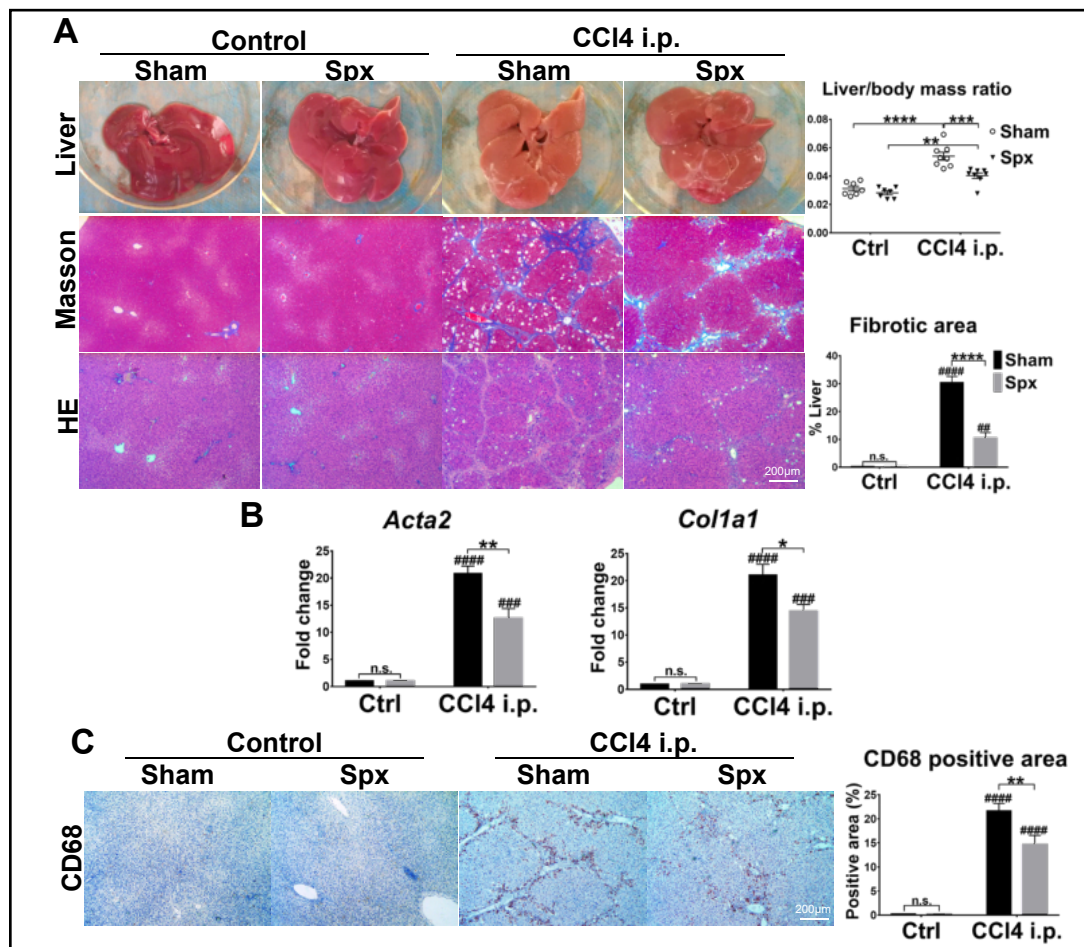 A
Control
CCl4 i.p.
Sham
Spx
Sham
Spx
Liver
Masson
HE
200μm
Liver/body mass ratio
0.08
0.06
0.04
0.02
0.00
****
***
**
Sham
Spx
Ctrl
CCl4 i.p.
Fibrotic area
% Liver
40
30
20
10
0
n.s.
####
****
##
Sham
Spx
Ctrl
CCl4 i.p.
B
Acta2
Fold change
25
20
15
10
5
0
n.s.
####
**
###
Ctrl
CCl4 i.p.
Col1a1
Fold change
25
20
15
10
5
0
n.s.
####
*
###
Ctrl
CCl4 i.p.
C
Control
CCl4 i.p.
Sham
Spx
Sham
Spx
CD68
200μm
CD68 positive area
Positive area (%)
25
20
15
10
5
0
n.s.
####
**
####
Ctrl
CCl4 i.p.